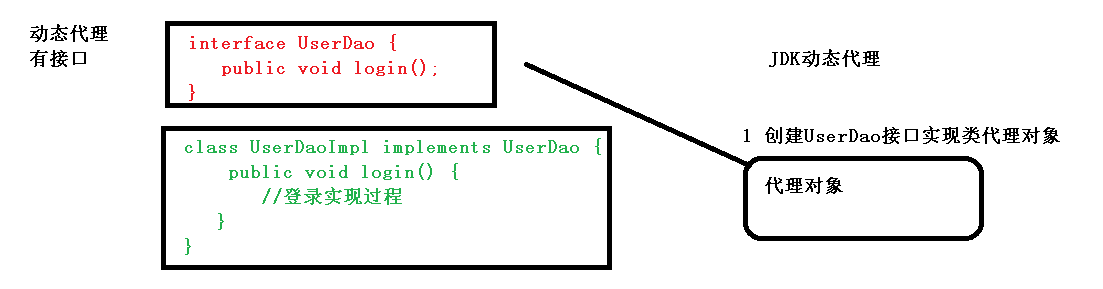 动态代理
有接口
interface UserDao {
public void login();
}
class UserDaoImpl implements UserDao {
public void login() {
//登录实现过程
}
}
JDK动态代理
1 创建UserDao接口实现类代理对象
代理对象